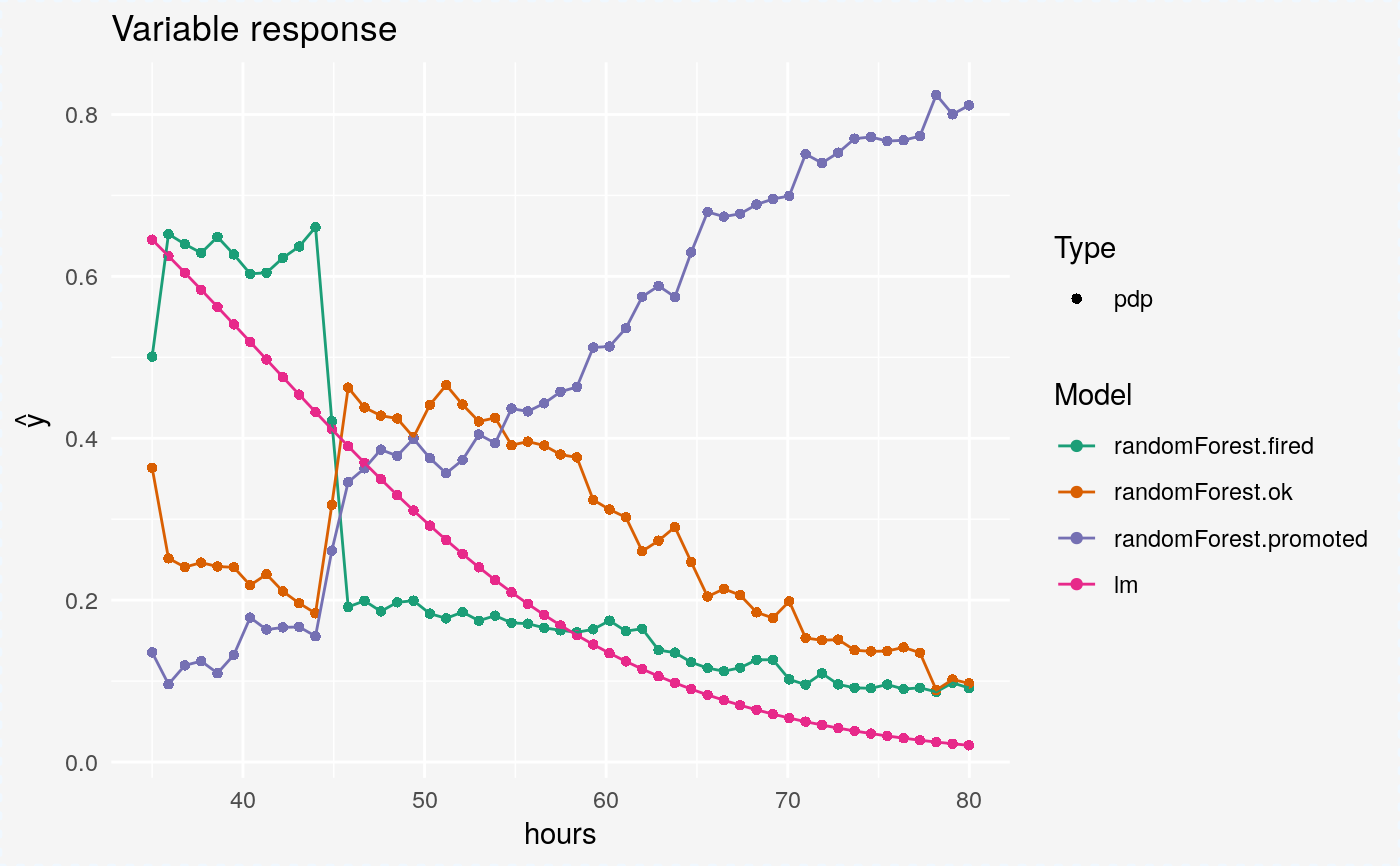 Variable response
0.8
0.6
0.4
0.2
0.0
ŷ
40 50 60 70 80
hours
Type
pdp
Model
randomForest.fired
randomForest.ok
randomForest.promoted
lm